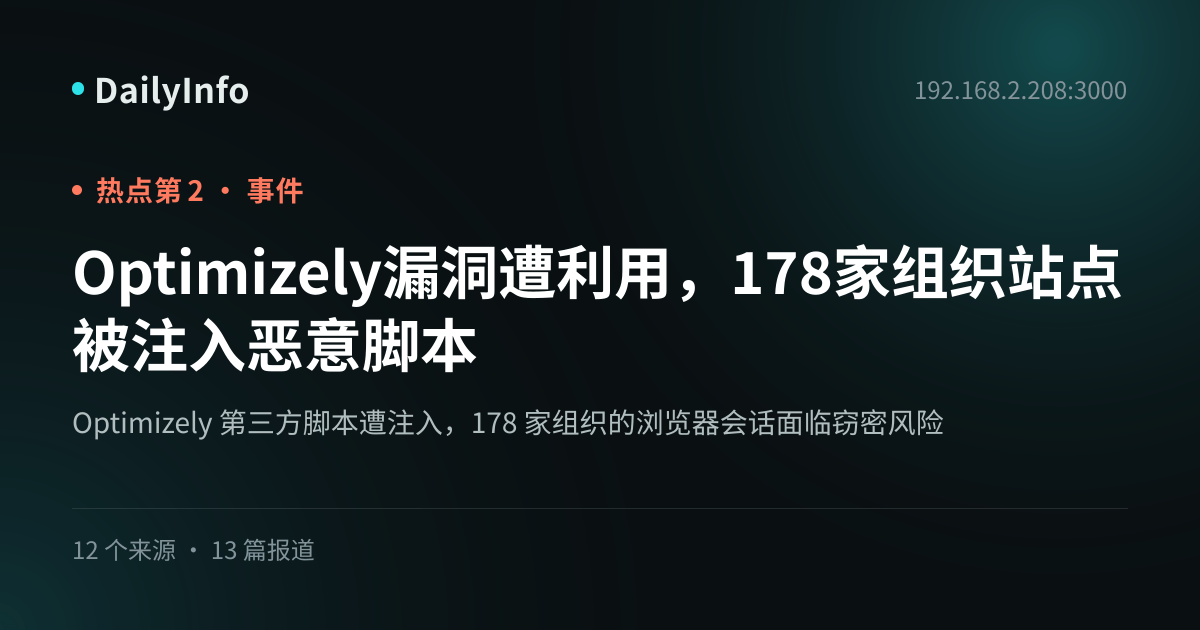 DailyInfo
192.168.2.208:3000
热点第 2 · 事件
Optimizely漏洞遭利用，178家组织站点
被注入恶意脚本
Optimizely 第三方脚本遭注入，178 家组织的浏览器会话面临窃密风险
12 个来源 · 13 篇报道